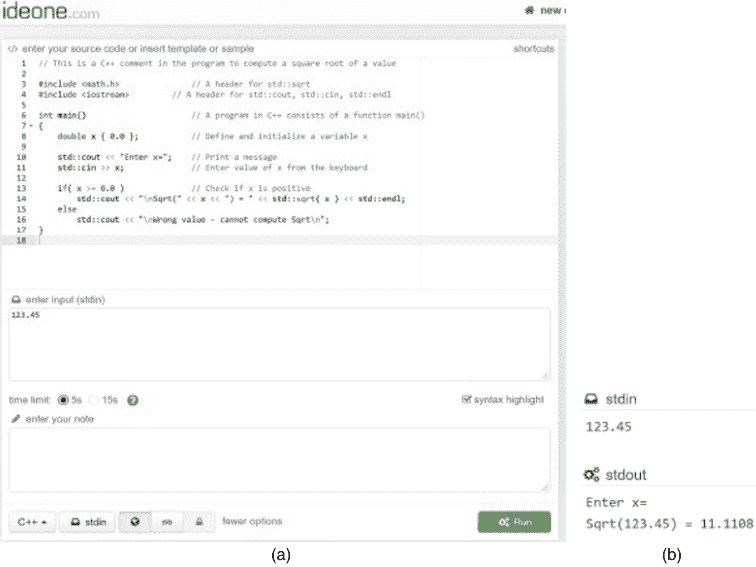 ideone.com
new
</> enter your source code or insert template or sample shortcuts
1 // This is a C++ comment in the program to compute a square root of a value
2
3 #include <math.h> // A header for std::sqrt
4 #include <iostream> // A header for std::cout, std::cin, std::endl
5
6 int main() // A program in C++ consists of a function main()
7 {
8 double x { 0.0 }; // Define and initialize a variable x
9
10 std::cout << "Enter x="; // Print a message
11 std::cin >> x; // Enter value of x from the keyboard
12
13 if( x >= 0.0 ) // Check if x is positive
14 std::cout << "\nSqrt(" << x << ") = " << std::sqrt( x ) << std::endl;
15 else
16 std::cout << "\nWrong value - cannot compute Sqrt\n";
17 }
18
enter input (stdin)
123.45
time limit: 5s 15s ? syntax highlight
enter your note
C++ stdin fewer options Run
(a)
stdin
123.45
stdout
Enter x=
Sqrt(123.45) = 11.1108
(b)